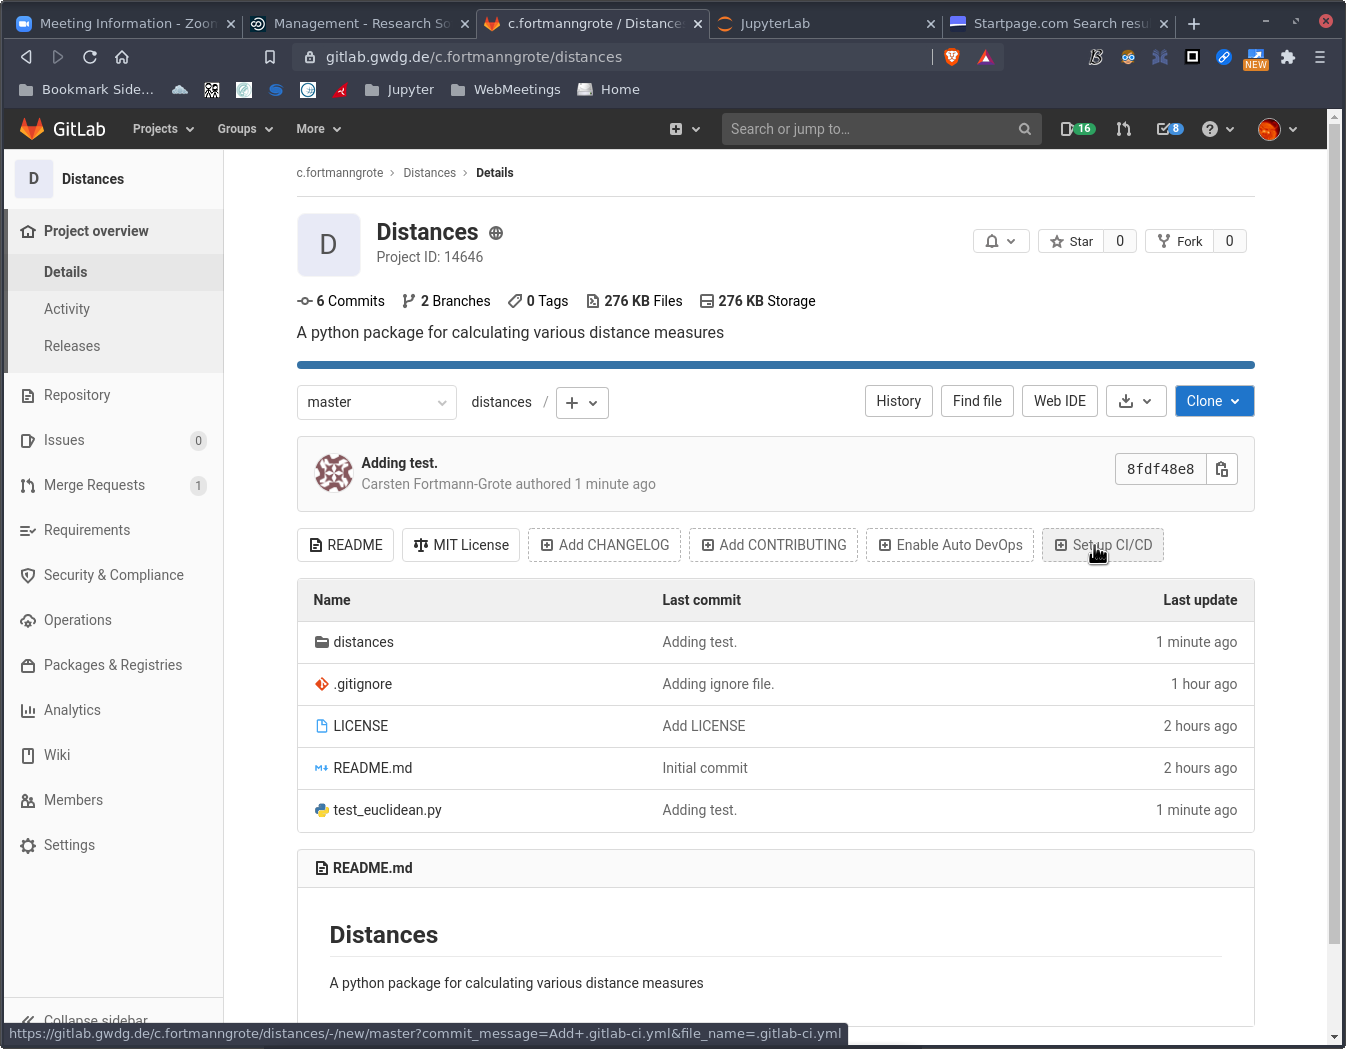 Meeting Information - Zoom
Management - Research So
c.fortmanngrote / Distances
JupyterLab
Startpage.com Search resu
gitlab.gwdg.de/c.fortmanngrote/distances
NEW
Bookmark Side...
Jupyter
WebMeetings
Home
GitLab
Projects
Groups
More
Search or jump to...
16
8
D
Distances
Project overview
Details
Activity
Releases
Repository
Issues
0
Merge Requests
1
Requirements
Security & Compliance
Operations
Packages & Registries
Analytics
Wiki
Members
Settings
Collapse sidebar
c.fortmanngrote › Distances › Details
D
Distances
Project ID: 14646
Star
0
Fork
0
6 Commits
2 Branches
0 Tags
276 KB Files
276 KB Storage
A python package for calculating various distance measures
master
distances /
History
Find file
Web IDE
Clone
Adding test.
Carsten Fortmann-Grote authored 1 minute ago
8fdf48e8
README
MIT License
Add CHANGELOG
Add CONTRIBUTING
Enable Auto DevOps
Set up CI/CD
Name Last commit Last update
distances Adding test. 1 minute ago
.gitignore Adding ignore file. 1 hour ago
LICENSE Add LICENSE 2 hours ago
README.md Initial commit 2 hours ago
test_euclidean.py Adding test. 1 minute ago
README.md
Distances
A python package for calculating various distance measures
https://gitlab.gwdg.de/c.fortmanngrote/distances/-/new/master?commit_message=Add+.gitlab-ci.yml&file_name=.gitlab-ci.yml